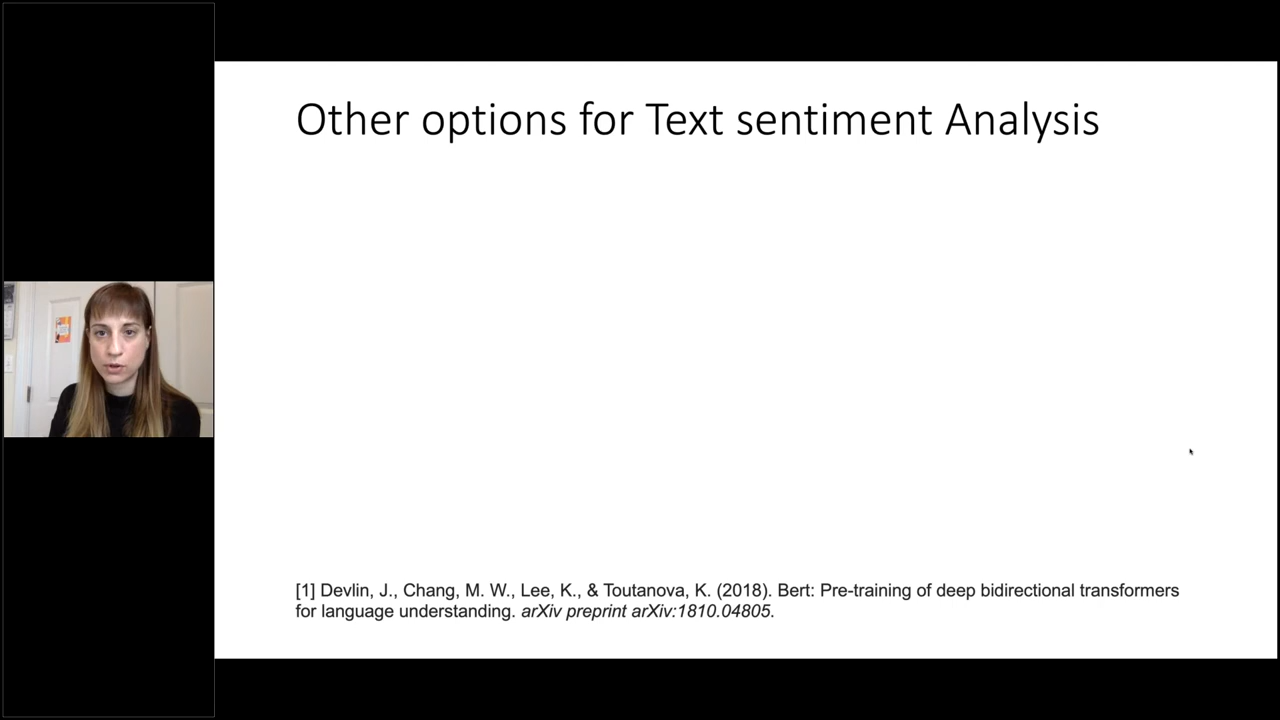 Other options for Text sentiment Analysis
[1] Devlin, J., Chang, M. W., Lee, K., & Toutanova, K. (2018). Bert: Pre-training of deep bidirectional transformers
for language understanding. arXiv preprint arXiv:1810.04805.